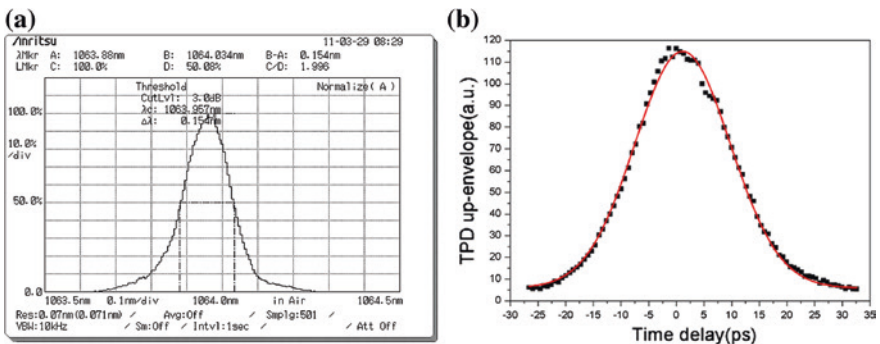 (a)
Anritsu 11-03-29 08:29
λMkr A: 1063.88nm B: 1064.034nm B-A: 0.154nm
LMkr C: 100.0% D: 50.08% C/D: 1.996
Threshold Normalize(A)
CutLvl: 3.0dB
λc: 1063.957nm
Δλ: 0.154nm
100.0%
10.0%
/div
50.0%
0.0
1063.5nm 0.1nm/div 1064.0nm in Air 1064.5nm
Res:0.07nm(0.071nm) / Avg:Off / Smplg:501 /
VBW:10kHz / Sm:Off / Intvl:1sec / Att Off
(b)
TPD up-envelope(a.u.)
120
110
100
90
80
70
60
50
40
30
20
10
0
-30 -25 -20 -15 -10 -5 0 5 10 15 20 25 30 35
Time delay(ps)